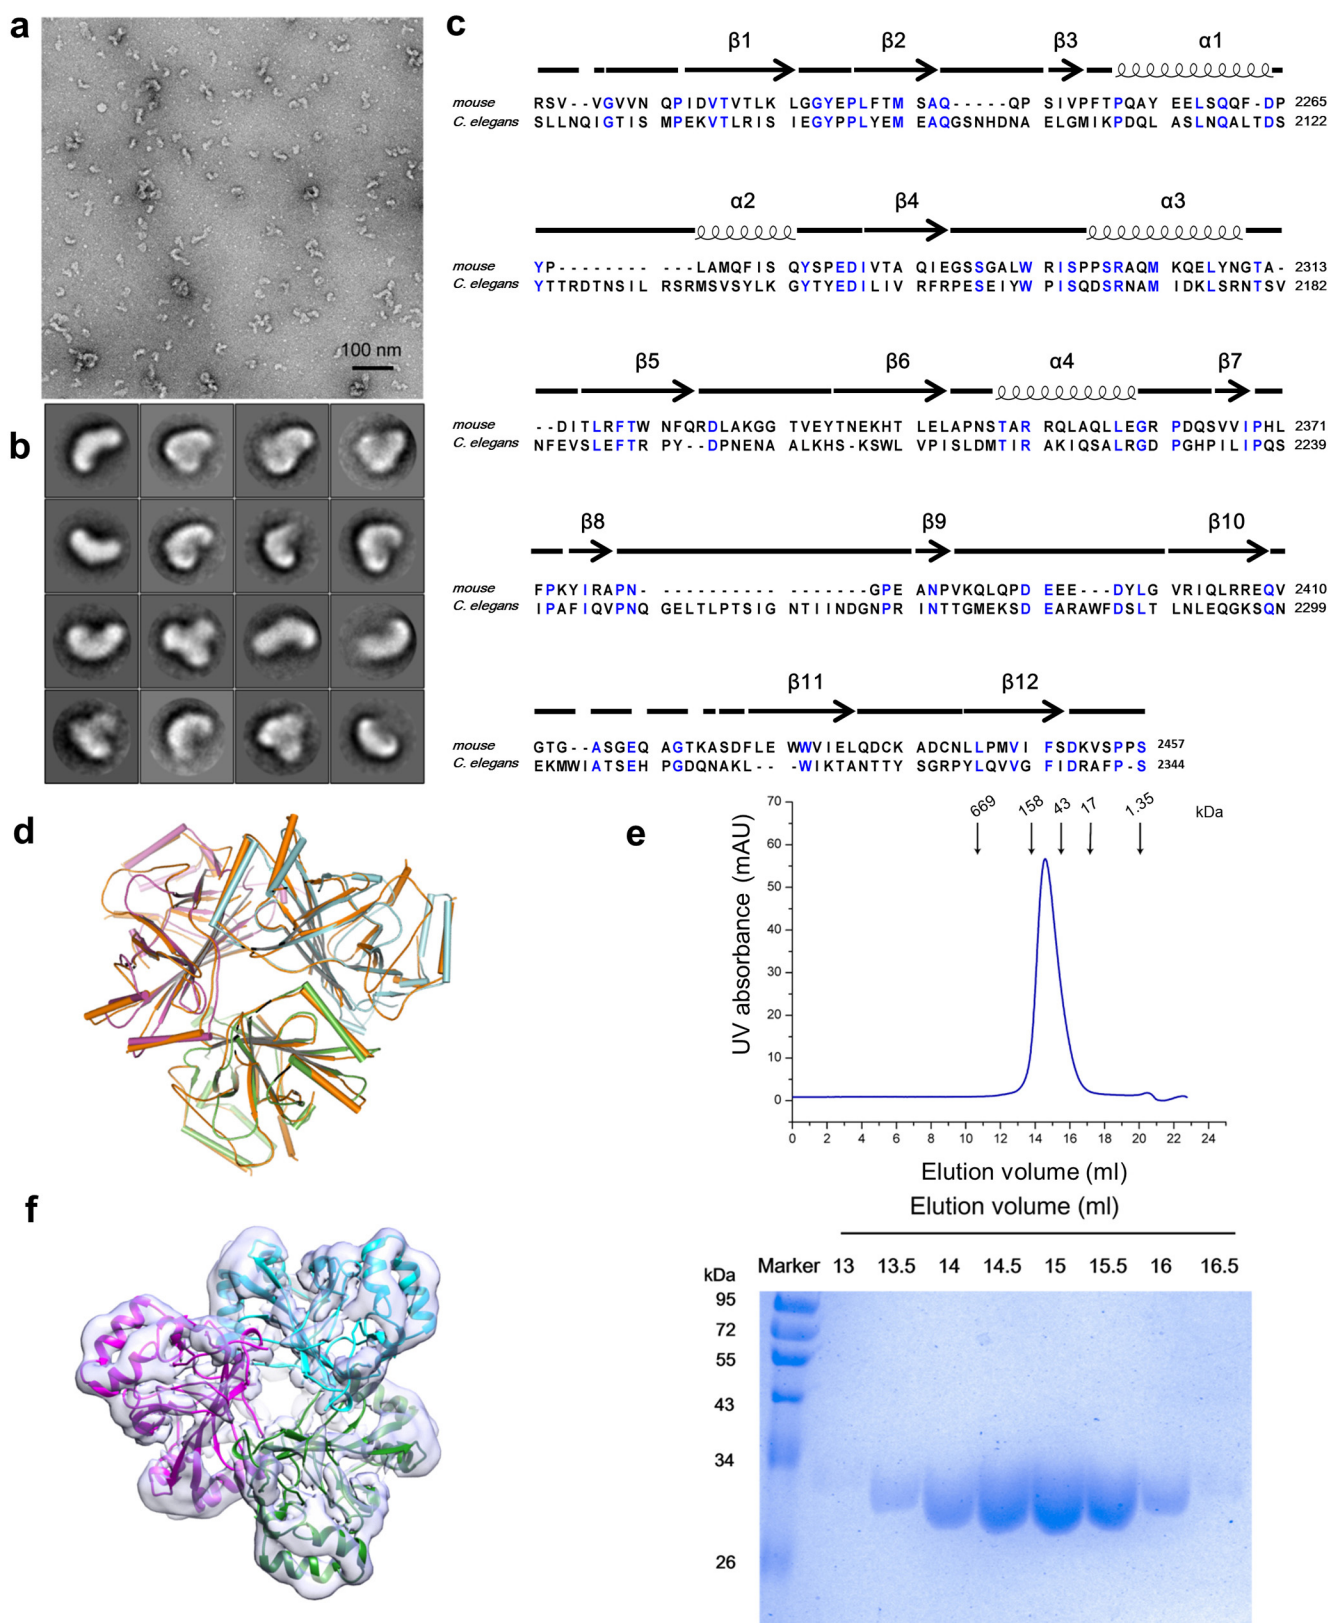 a
100 nm
b
c
β1 β2 β3 α1
mouse RSV--VGVVN QPIDVTVTLK LGGYEPLFTM SAQ-----QP SIVPFTPQAY EELSQQF-DP 2265
C. elegans SLLNQIGTIS MPEKVTLRIS IEGYPPLYEM EAQGSNHDNA ELGMIKPDQL ASLNQALTDS 2122
α2 β4 α3
mouse YP-------- ---LAMQFIS QYSPEDIVTA QIEGSSGALW RISPPSRAQM KQELYNGTA- 2313
C. elegans YTTRDTNSIL RSRMSVSYLK GYTYEDILIV RFRPESEIYW PISQDSRNAM IDKLSRNTSV 2182
β5 β6 α4 β7
mouse --DITLRFTW NFQRDLAKGG TVEYTNEKHT LELAPNSTAR RQLAQLLEGR PDQSVVIPHL 2371
C. elegans NFEVSLEFTR PY--DPNENA ALKHS-KSWL VPISLDMTIR AKIQSALRGD PGHPILIPQS 2239
β8 β9 β10
mouse FPKYIRAPN- ---------- -------GPE ANPVKQLQPD EEE---DYLG VRIQLRREQV 2410
C. elegans IPAFIQVPNQ GELTLPTSIG NTIINDGNPR INTTGMEKSD EARAWFDSLT LNLEQGKSQN 2299
β11 β12
mouse GTG--ASGEQ AGTKASDFLE WWVIELQDCK ADCNLLPMVI FSDKVSPPS 2457
C. elegans EKMWIATSEH PGDQNAKL-- -WIKTANTTY SGRPYLQVVG FIDRAFP-S 2344
d
e
669 158 43 17 1.35 kDa
UV absorbance (mAU)
70
60
50
40
30
20
10
0
0 2 4 6 8 10 12 14 16 18 20 22 24
Elution volume (ml)
f
Elution volume (ml)
kDa Marker 13 13.5 14 14.5 15 15.5 16 16.5
95
72
55
43
34
26